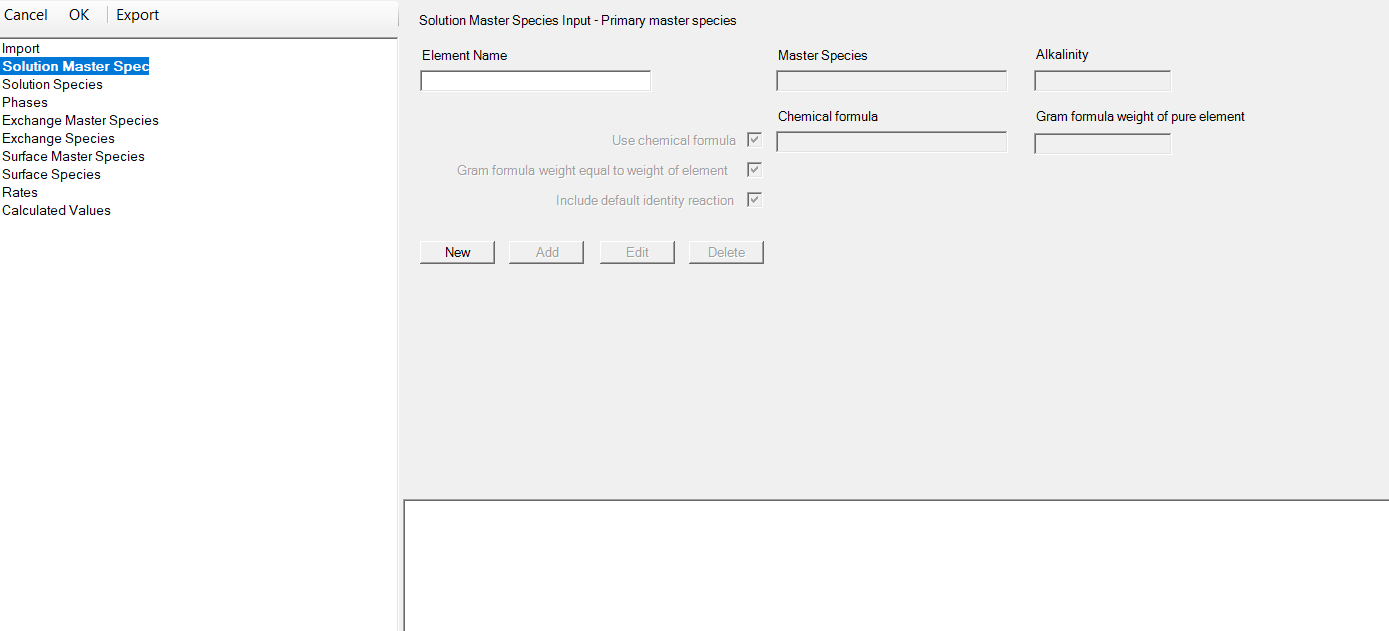 Cancel OK Export
Import
Solution Master Spec
Solution Species
Phases
Exchange Master Species
Exchange Species
Surface Master Species
Surface Species
Rates
Calculated Values
Solution Master Species Input - Primary master species
Element Name
Master Species
Alkalinity
Chemical formula
Gram formula weight of pure element
Use chemical formula
Gram formula weight equal to weight of element
Include default identity reaction
New Add Edit Delete